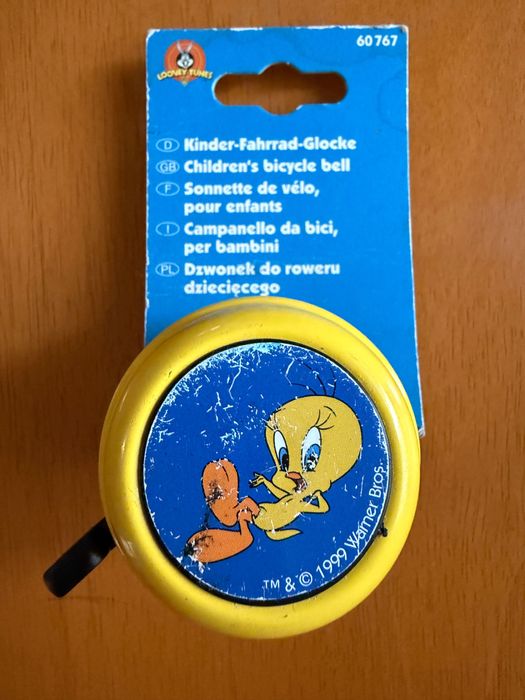 60 767
LOONEY TUNES
D Kinder-Fahrrad-Glocke
GB Children's bicycle bell
F Sonnette de vélo,
pour enfants
I Campanello da bici,
per bambini
PL Dzwonek do roweru
dziecięcego
TM & © 1999 Warner Bros.